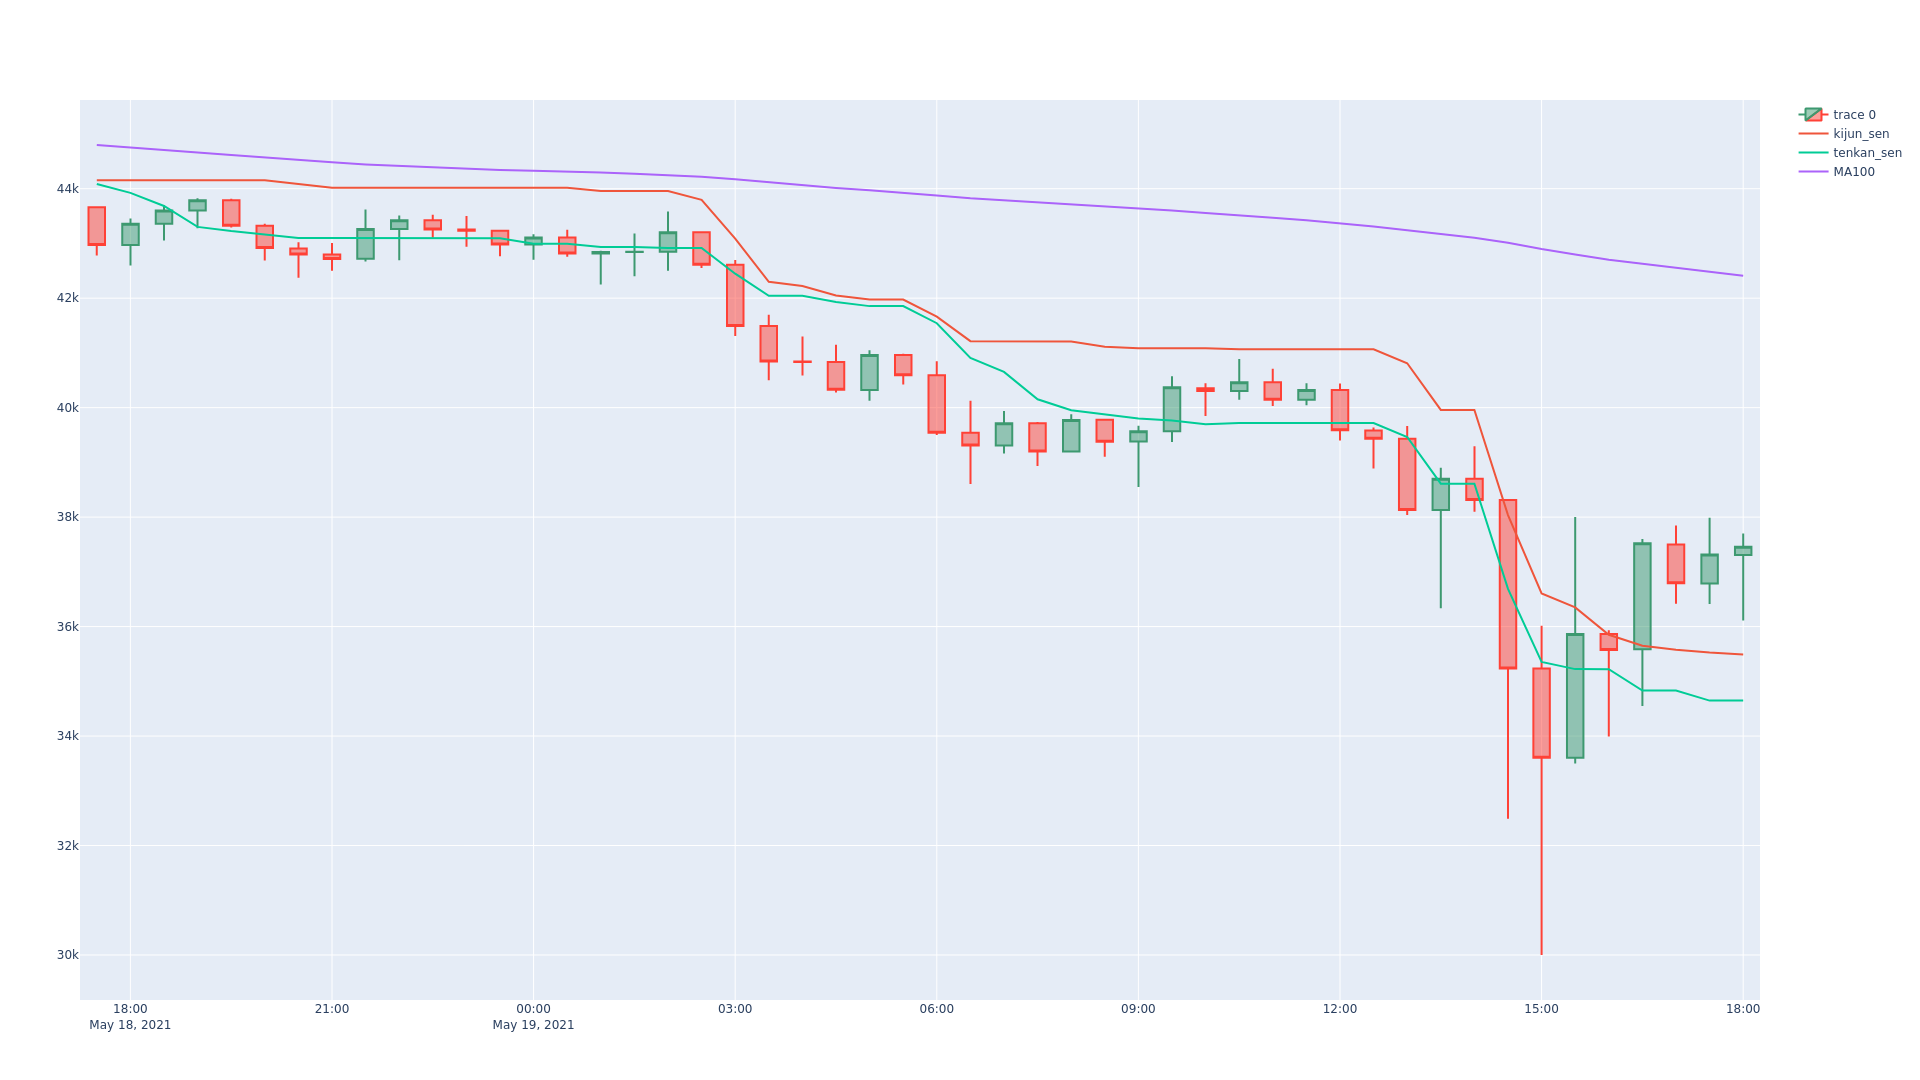 trace 0
kijun_sen
tenkan_sen
MA100
44k
42k
40k
38k
36k
34k
32k
30k
18:00 21:00 00:00 03:00 06:00 09:00 12:00 15:00 18:00
May 18, 2021 May 19, 2021